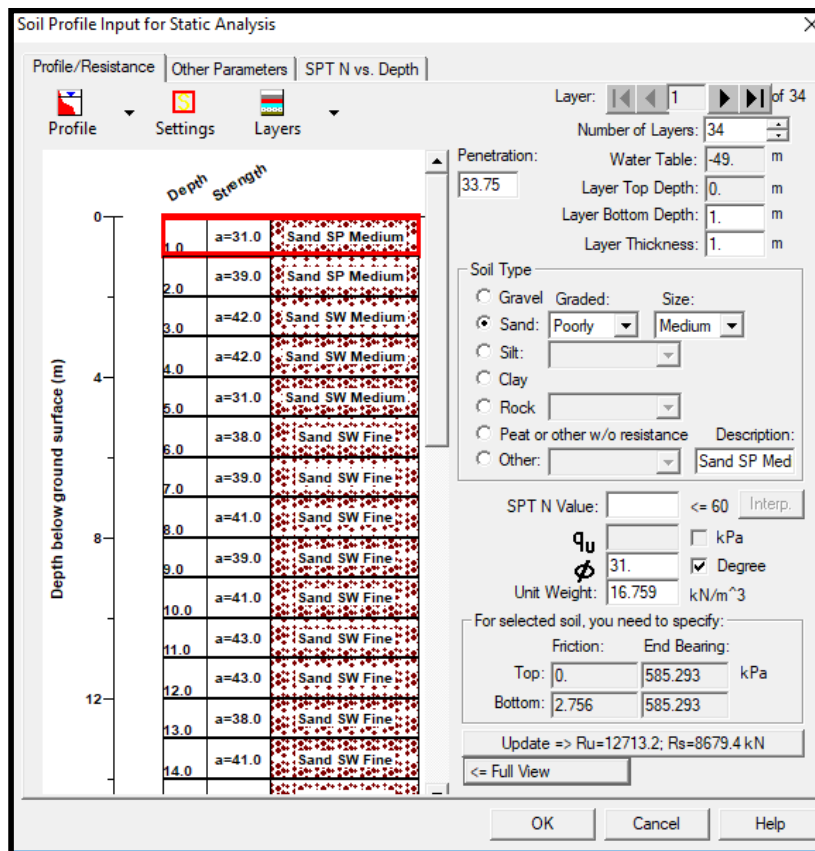 Soil Profile Input for Static Analysis
Profile/Resistance Other Parameters SPT N vs. Depth
Profile Settings Layers
Layer: 1 of 34
Number of Layers: 34
Penetration: 33.75
Water Table: -49. m
Layer Top Depth: 0. m
Layer Bottom Depth: 1. m
Layer Thickness: 1. m
Depth Strength
Depth below ground surface (m)
0
4
8
12
1.0 a=31.0 Sand SP Medium
2.0 a=39.0 Sand SP Medium
3.0 a=42.0 Sand SW Medium
4.0 a=42.0 Sand SW Medium
5.0 a=31.0 Sand SW Medium
6.0 a=38.0 Sand SW Fine
7.0 a=39.0 Sand SW Fine
8.0 a=41.0 Sand SW Fine
9.0 a=39.0 Sand SW Fine
10.0 a=41.0 Sand SW Fine
11.0 a=43.0 Sand SW Fine
12.0 a=43.0 Sand SW Fine
13.0 a=38.0 Sand SW Fine
14.0 a=41.0 Sand SW Fine
Soil Type
Gravel Graded: Size:
Sand: Poorly Medium
Silt:
Clay
Rock
Peat or other w/o resistance Description:
Other: Sand SP Med
SPT N Value: <= 60 Interp.
qu kPa
ϕ 31. Degree
Unit Weight: 16.759 kN/m^3
For selected soil, you need to specify:
Friction: End Bearing:
Top: 0. 585.293 kPa
Bottom: 2.756 585.293
Update => Ru=12713.2; Rs=8679.4 kN
<= Full View
OK Cancel Help